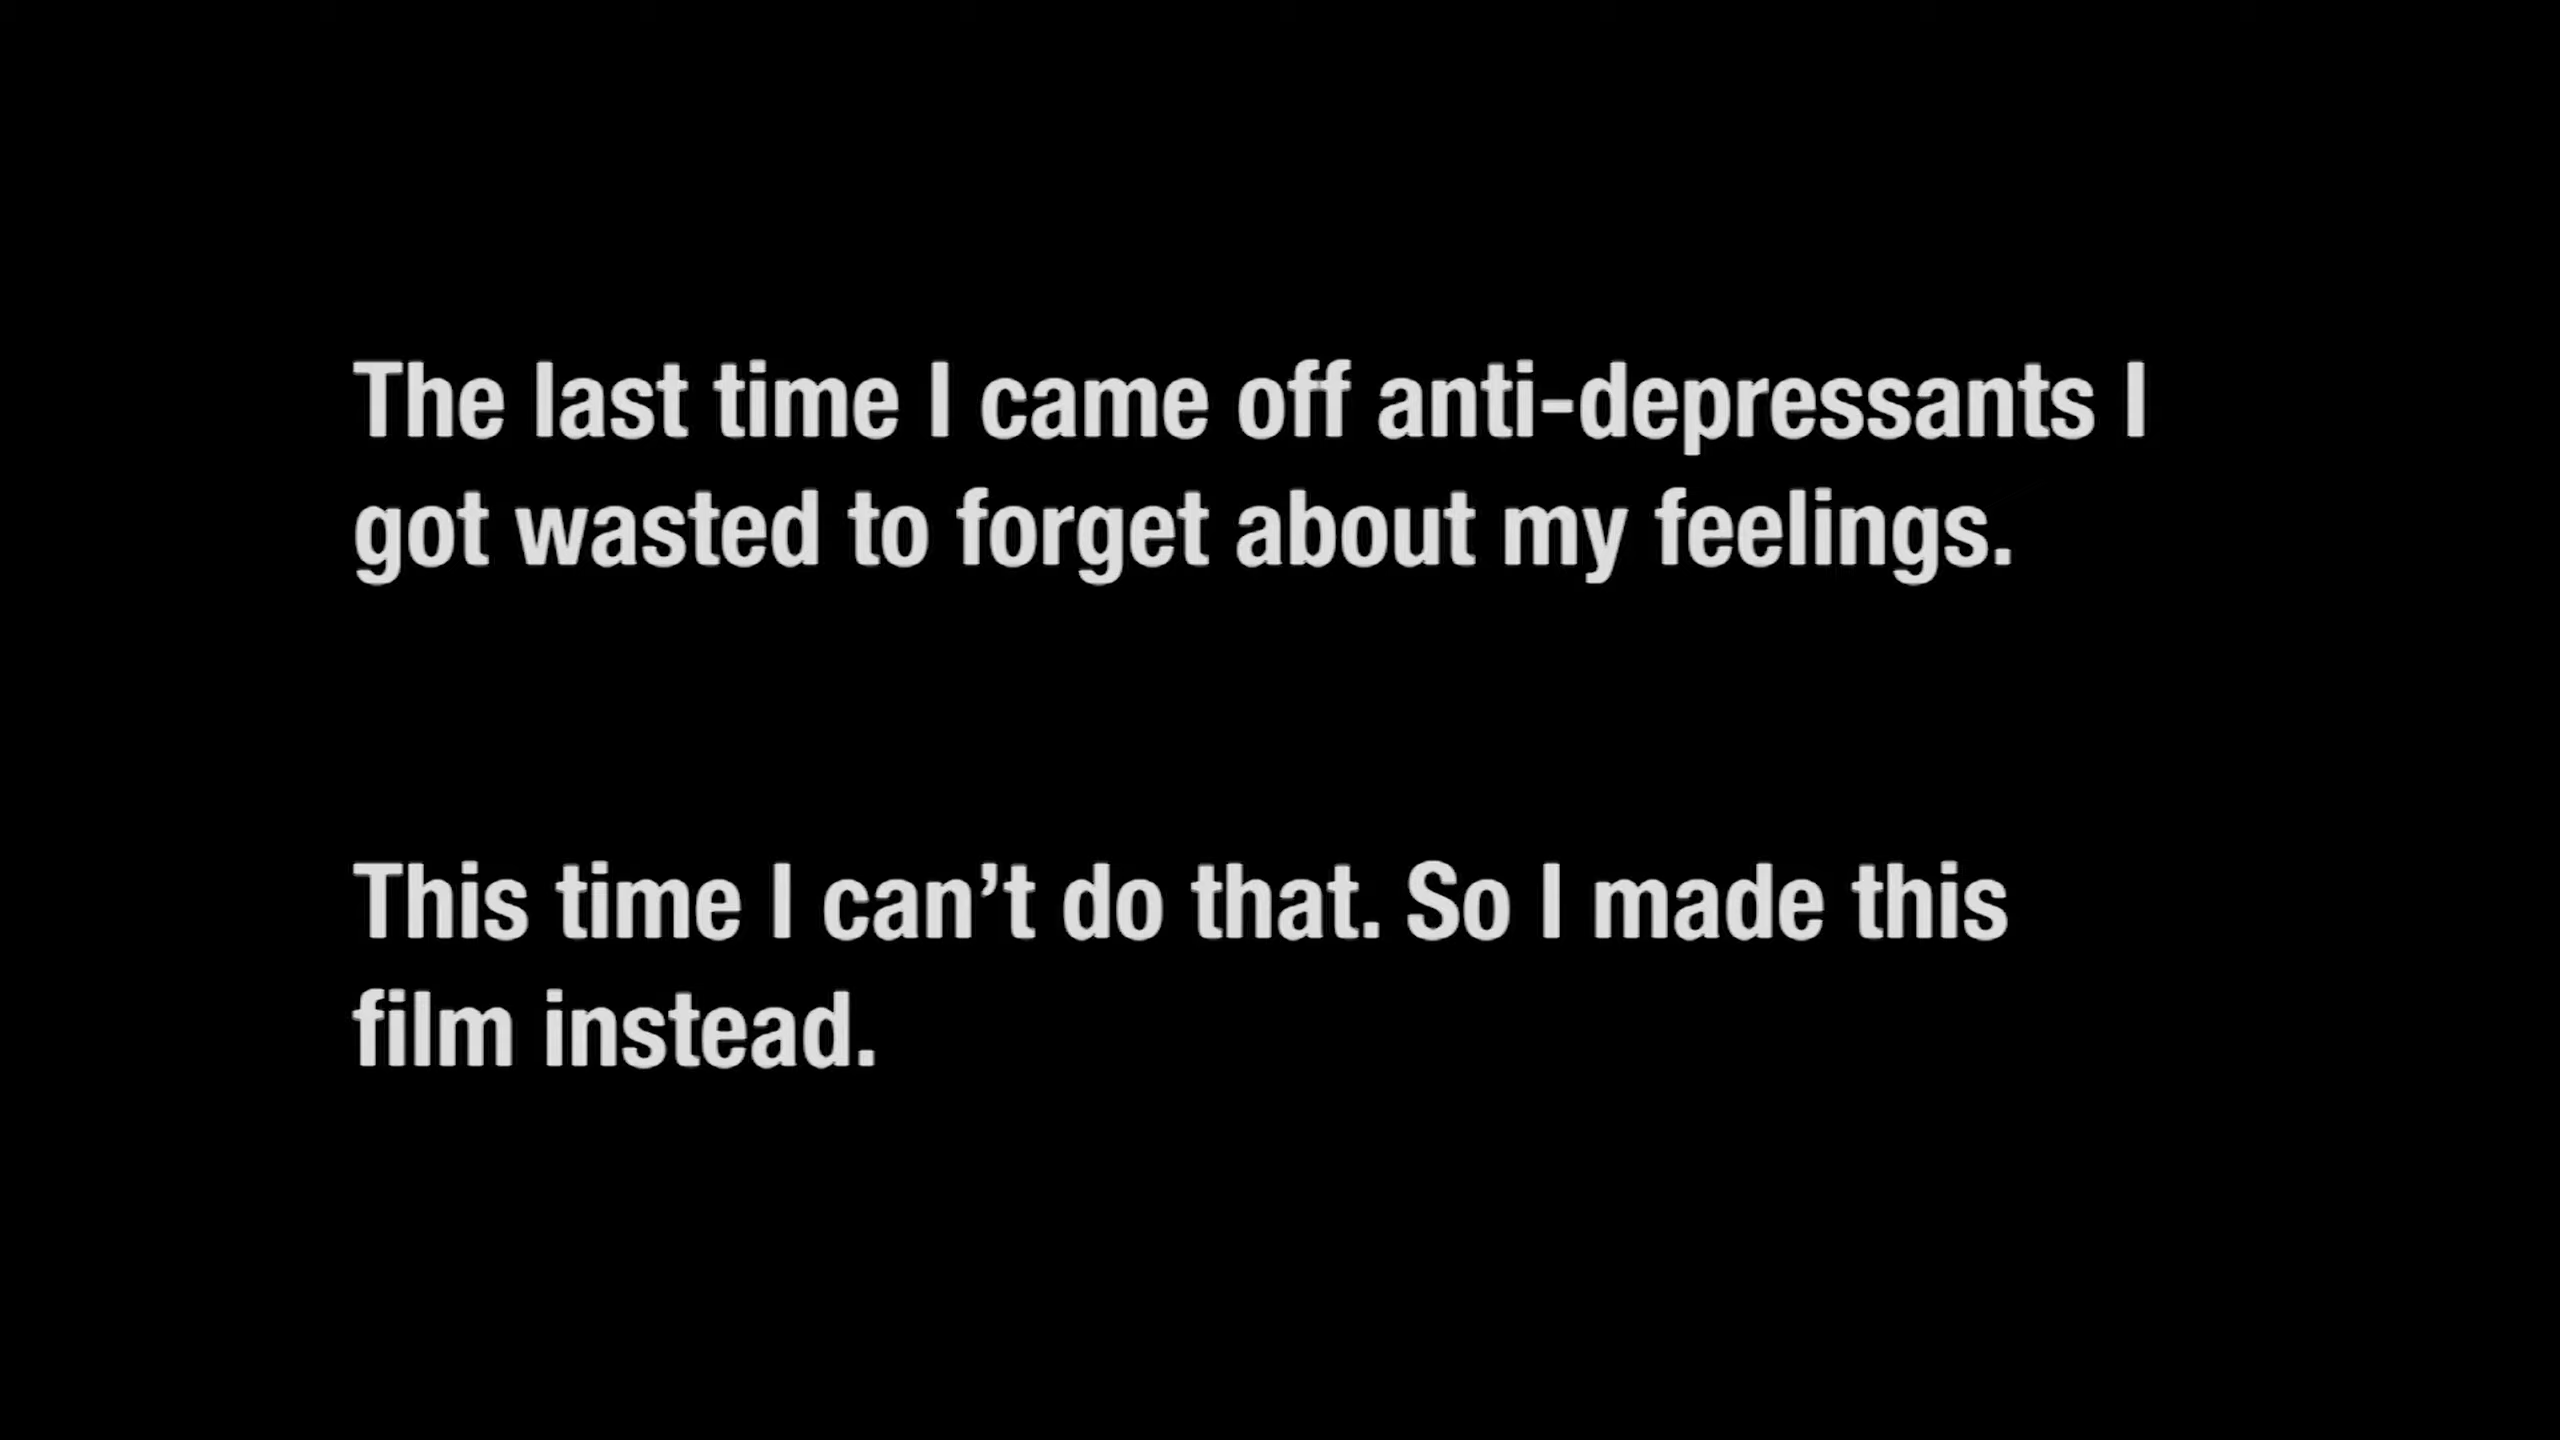 The last time I came off anti-depressants I
got wasted to forget about my feelings.
This time I can’t do that. So I made this
film instead.